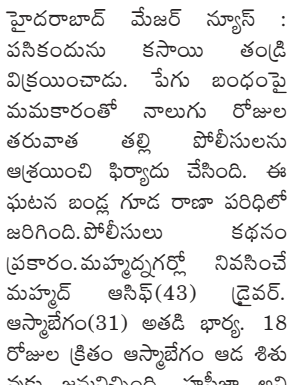 హైదరాబాద్ మేజర్ న్యూస్ :
పసికందును కసాయి తండ్రి
విక్రయించాడు. పేగు బంధంపై
మమకారంతో నాలుగు రోజుల
తరువాత తల్లి పోలీసులను
ఆశ్రయించి ఫిర్యాదు చేసింది. ఈ
ఘటన బండ్ల గూడ రాణా పరిధిలో
జరిగింది.పోలీసులు కథనం
ప్రకారం.మహ్మద్నగర్లో నివసించే
మహ్మద్ ఆసిఫ్(43) డ్రైవర్.
ఆస్మాబేగం(31) అతడి భార్య. 18
రోజుల క్రితం ఆస్మాబేగం ఆడ శిశు